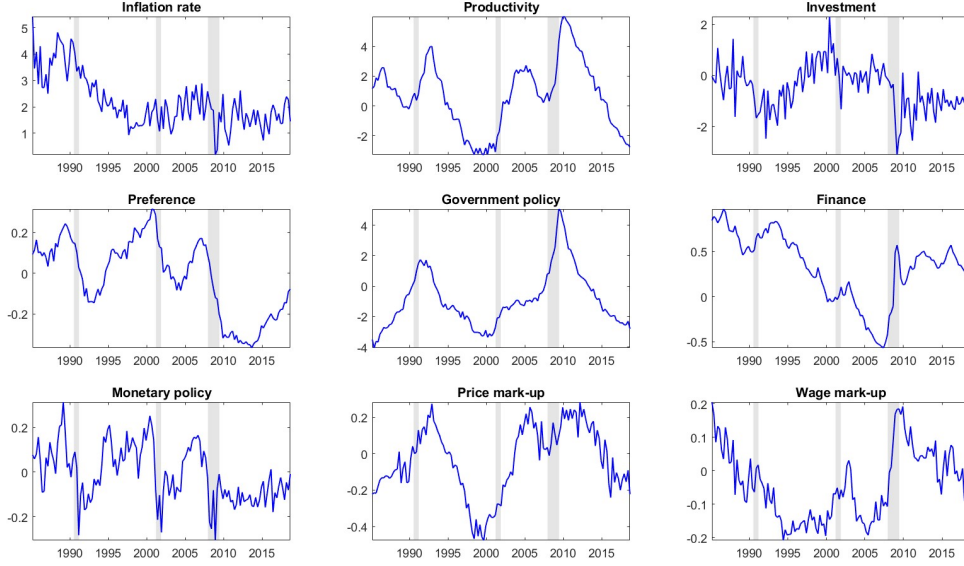 Inflation rate
5
4
3
2
1
1990 1995 2000 2005 2010 2015
Productivity
4
2
0
-2
1990 1995 2000 2005 2010 2015
Investment
2
0
-2
1990 1995 2000 2005 2010 2015
Preference
0.2
0
-0.2
1990 1995 2000 2005 2010 2015
Government policy
4
2
0
-2
-4
1990 1995 2000 2005 2010 2015
Finance
0.5
0
-0.5
1990 1995 2000 2005 2010 2015
Monetary policy
0.2
0
-0.2
1990 1995 2000 2005 2010 2015
Price mark-up
0.2
0
-0.2
-0.4
1990 1995 2000 2005 2010 2015
Wage mark-up
0.2
0.1
0
-0.1
-0.2
1990 1995 2000 2005 2010 2015